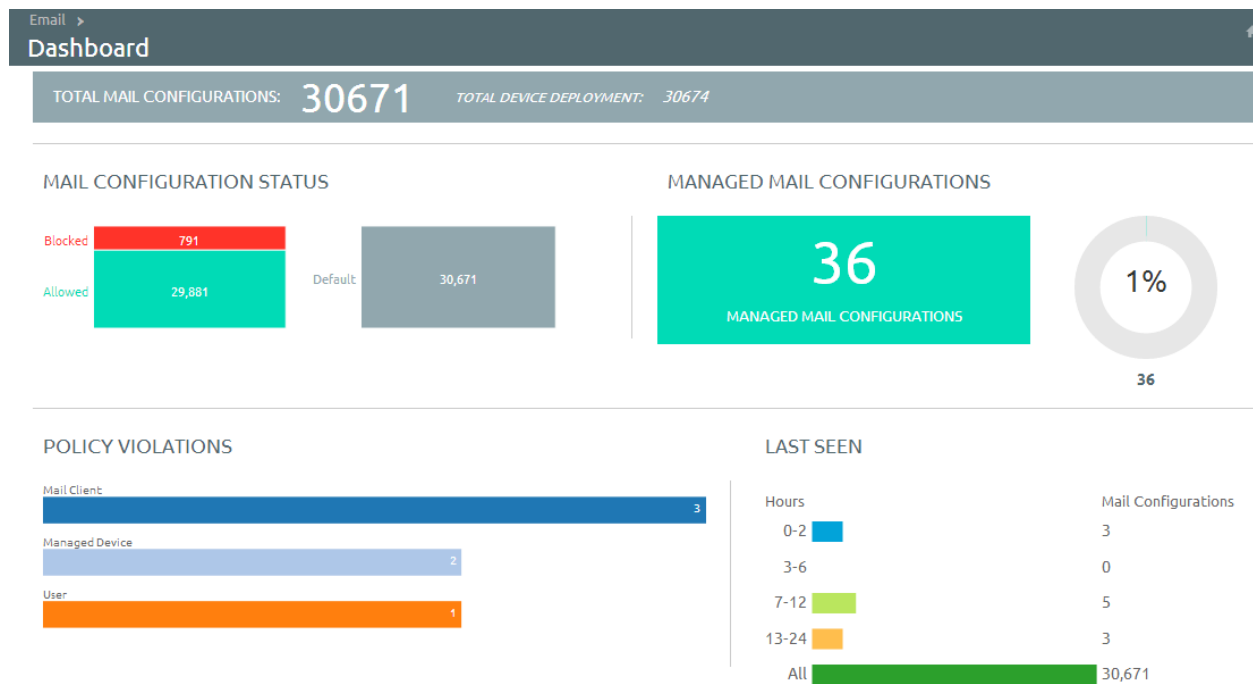 Email >
Dashboard
TOTAL MAIL CONFIGURATIONS: 30671 TOTAL DEVICE DEPLOYMENT: 30674
MAIL CONFIGURATION STATUS
Blocked 791
Allowed 29,881
Default 30,671
MANAGED MAIL CONFIGURATIONS
36
MANAGED MAIL CONFIGURATIONS
1%
36
POLICY VIOLATIONS
Mail Client
3
Managed Device
2
User
1
LAST SEEN
Hours Mail Configurations
0-2 3
3-6 0
7-12 5
13-24 3
All 30,671